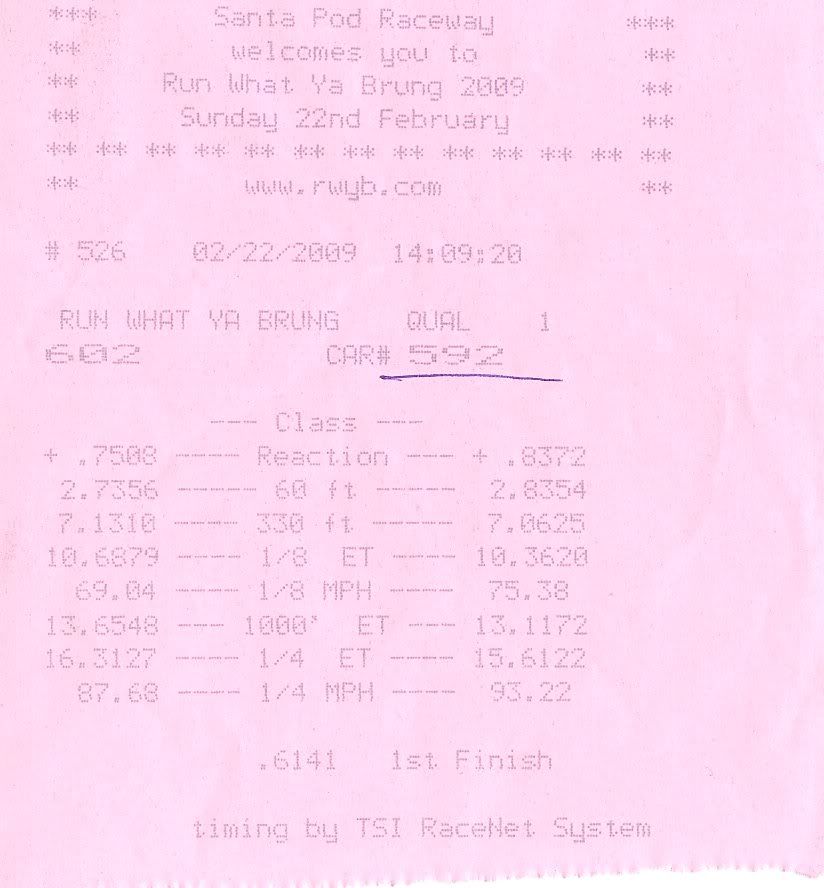 *** Santa Pod Raceway ***
** welcomes you to **
** Run What Ya Brung 2009 **
** Sunday 22nd February **
** ** ** ** ** ** ** ** ** ** ** ** **
** www.rwyb.com **
# 526 02/22/2009 14:09:20
RUN WHAT YA BRUNG QUAL 1
602 CAR# 592
--- Class ---
+ .7508 ---- Reaction --- + .8372
2.7356 ----- 60 ft ----- 2.8354
7.1310 ---- 330 ft ----- 7.0625
10.6879 ---- 1/8 ET ---- 10.3620
69.04 ---- 1/8 MPH ---- 75.38
13.6548 --- 1000' ET --- 13.1172
16.3127 ---- 1/4 ET ---- 15.6122
87.68 ---- 1/4 MPH ---- 93.22
.6141 1st Finish
timing by TSI RaceNet System